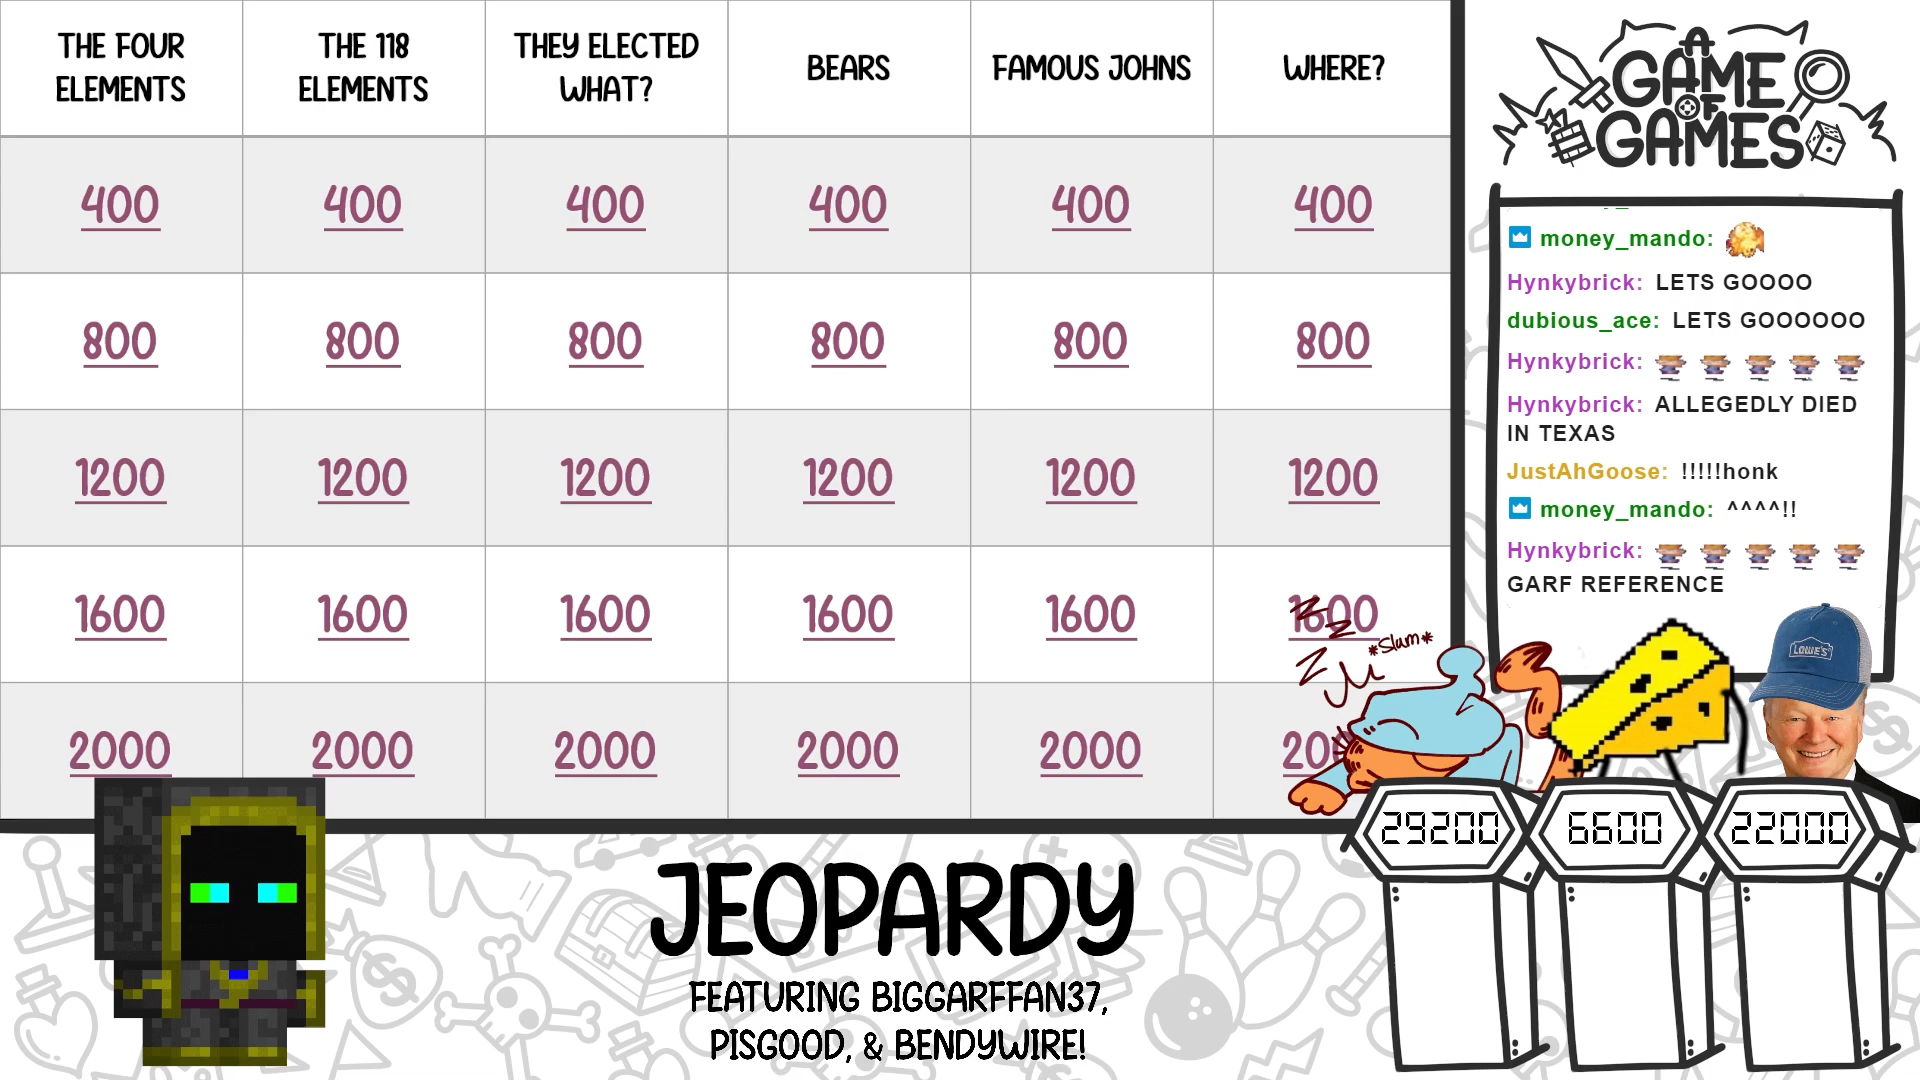 THE FOUR ELEMENTS
THE 118 ELEMENTS
THEY ELECTED WHAT?
BEARS
FAMOUS JOHNS
WHERE?
400 400 400 400 400 400
800 800 800 800 800 800
1200 1200 1200 1200 1200 1200
1600 1600 1600 1600 1600
2000 2000 2000 2000 2000
zz
*Slam*
A GAME OF GAMES
money_mando:
Hynkybrick: LETS GOOOO
dubious_ace: LETS GOOOOOO
Hynkybrick:
Hynkybrick: ALLEGEDLY DIED
IN TEXAS
JustAhGoose: !!!!!honk
money_mando: ^^^^!!
Hynkybrick:
GARF REFERENCE
LOWE'S
29200 6600 22000
JEOPARDY
FEATURING BIGGARFFAN37,
PISGOOD, & BENDYWIRE!